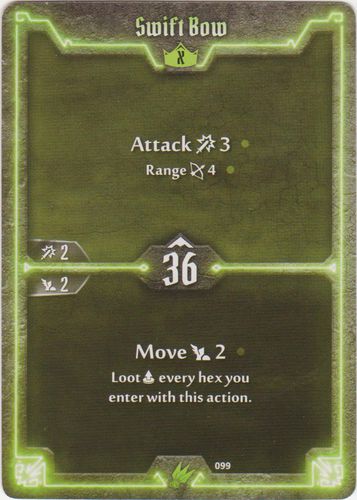 Swift Bow
X
Attack 3
Range 4
2
36
2
Move 2
Loot every hex you
enter with this action.
099